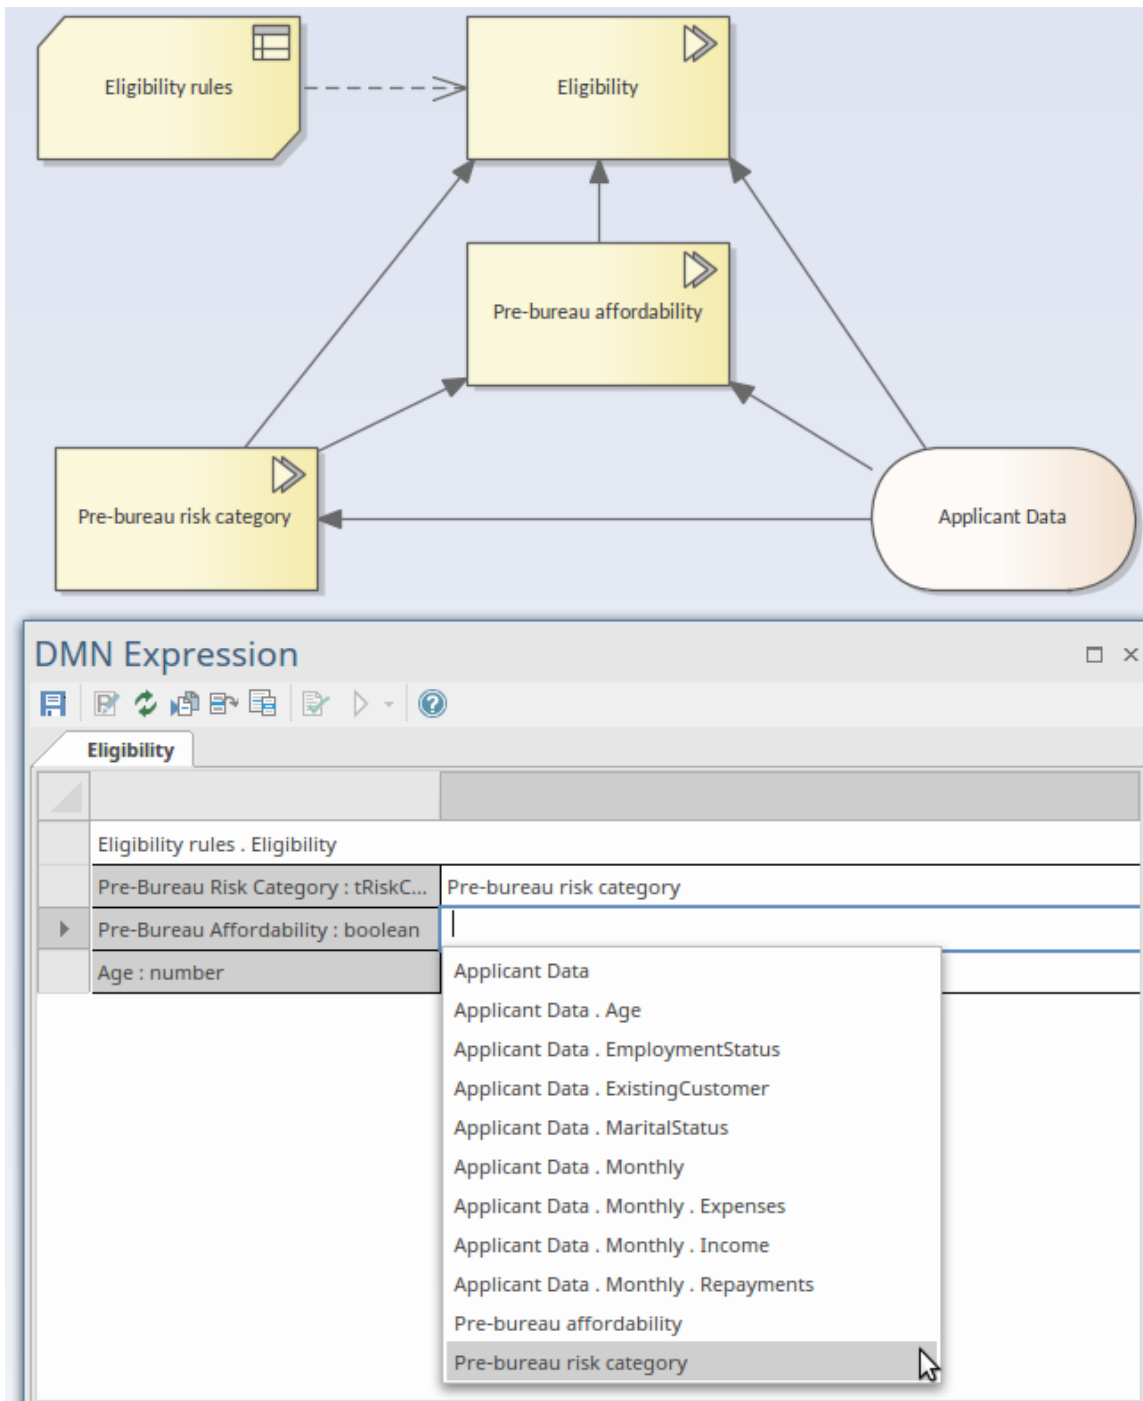 Eligibility rules
Eligibility
Pre-bureau affordability
Pre-bureau risk category
Applicant Data
DMN Expression
Eligibility
Eligibility rules . Eligibility
Pre-Bureau Risk Category : tRiskC... Pre-bureau risk category
Pre-Bureau Affordability : boolean
Age : number
Applicant Data
Applicant Data . Age
Applicant Data . EmploymentStatus
Applicant Data . ExistingCustomer
Applicant Data . MaritalStatus
Applicant Data . Monthly
Applicant Data . Monthly . Expenses
Applicant Data . Monthly . Income
Applicant Data . Monthly . Repayments
Pre-bureau affordability
Pre-bureau risk category